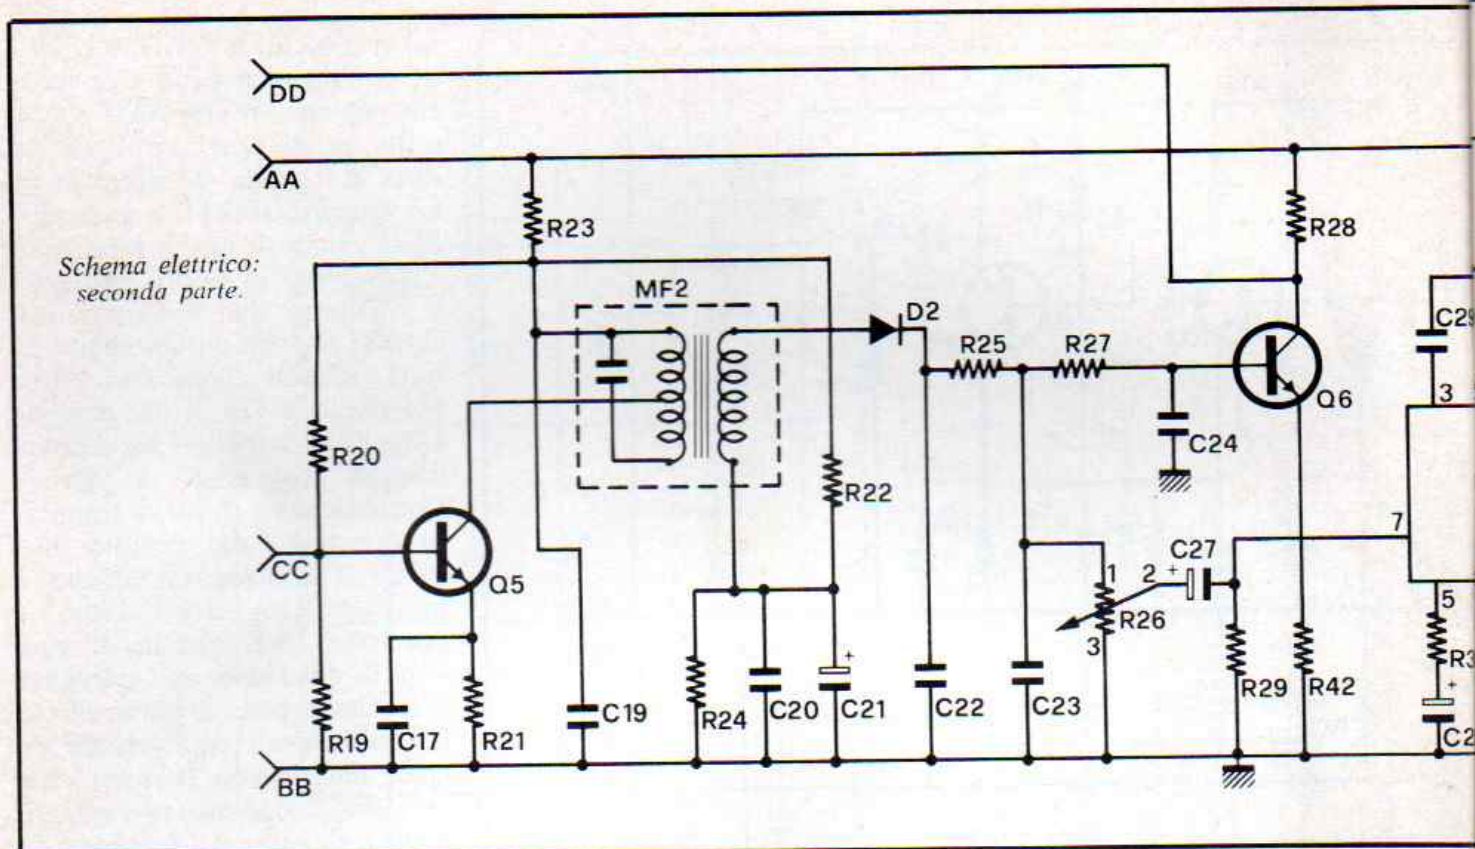 DD
AA
R23
R28
Schema elettrico:
seconda parte.
MF2
D2
R25
R27
Q6
3
C24
R20
R22
7
CC
Q5
C27
+
1
2
R26
3
5
R19
C17
R21
C19
R24
C20
+
C21
C22
C23
R29
R42
+
BB